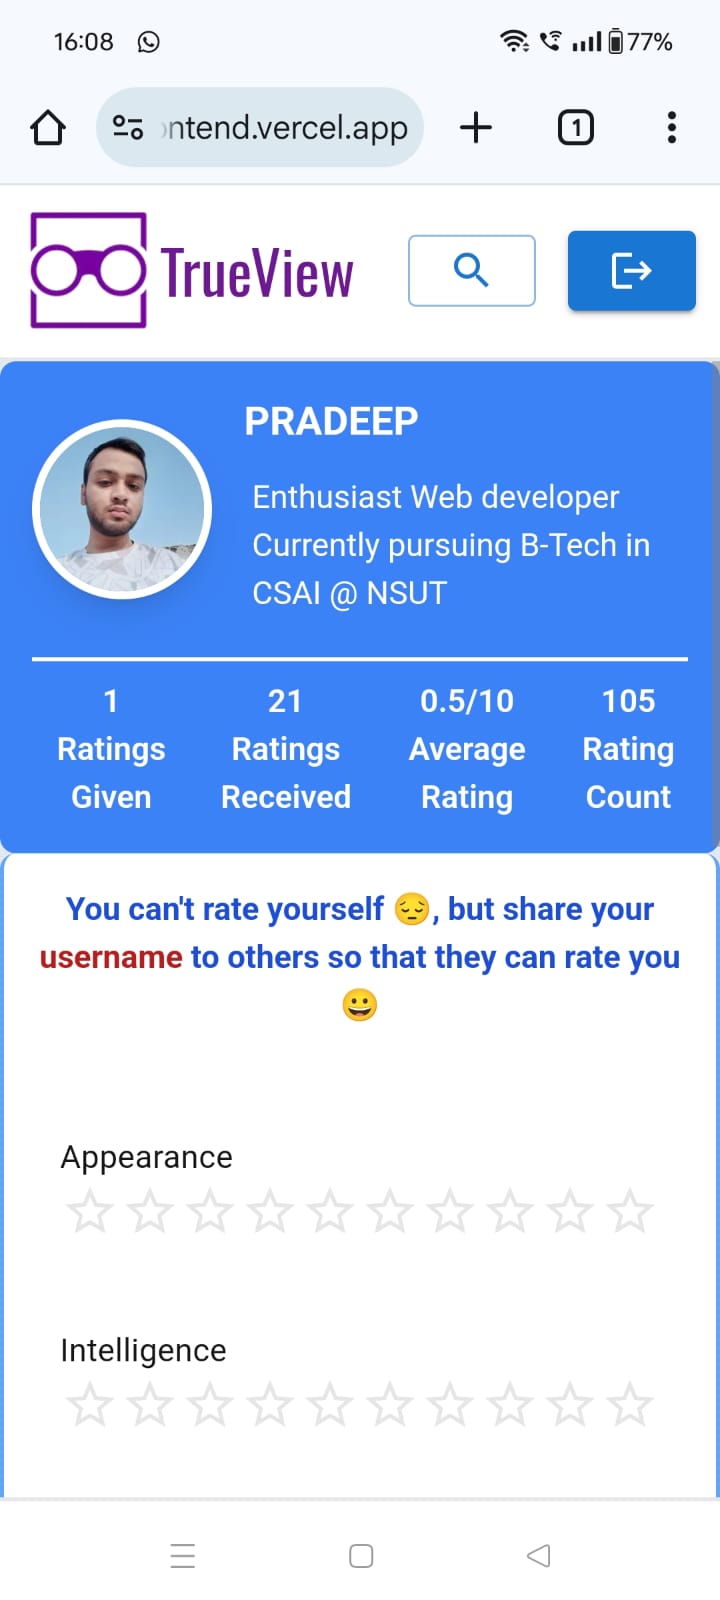 16:08
77%
ntend.vercel.app
1
TrueView
PRADEEP
Enthusiast Web developer
Currently pursuing B-Tech in
CSAI @ NSUT
1
Ratings
Given
21
Ratings
Received
0.5/10
Average
Rating
105
Rating
Count
You can't rate yourself 😔, but share your
username to others so that they can rate you
😀
Appearance
Intelligence